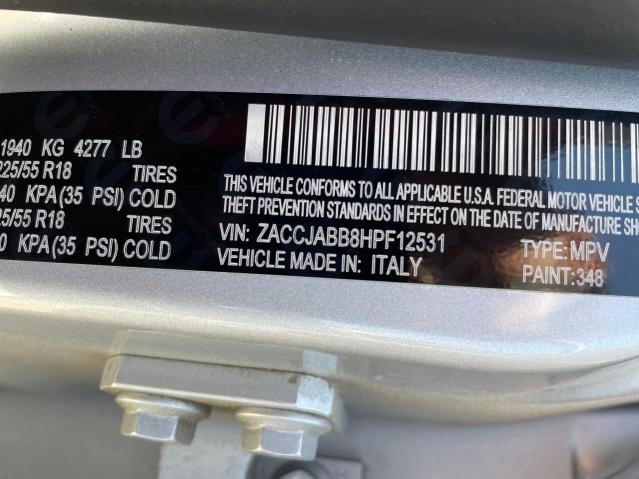 1940 KG 4277 LB
225/55 R18 TIRES
40 KPA(35 PSI) COLD
25/55 R18 TIRES
0 KPA(35 PSI) COLD
THIS VEHICLE CONFORMS TO ALL APPLICABLE U.S.A. FEDERAL MOTOR VEHICLE
THEFT PREVENTION STANDARDS IN EFFECT ON THE DATE OF MANUFACTURE
VIN: ZACCJABB8HPF12531 TYPE: MPV
VEHICLE MADE IN: ITALY PAINT:348